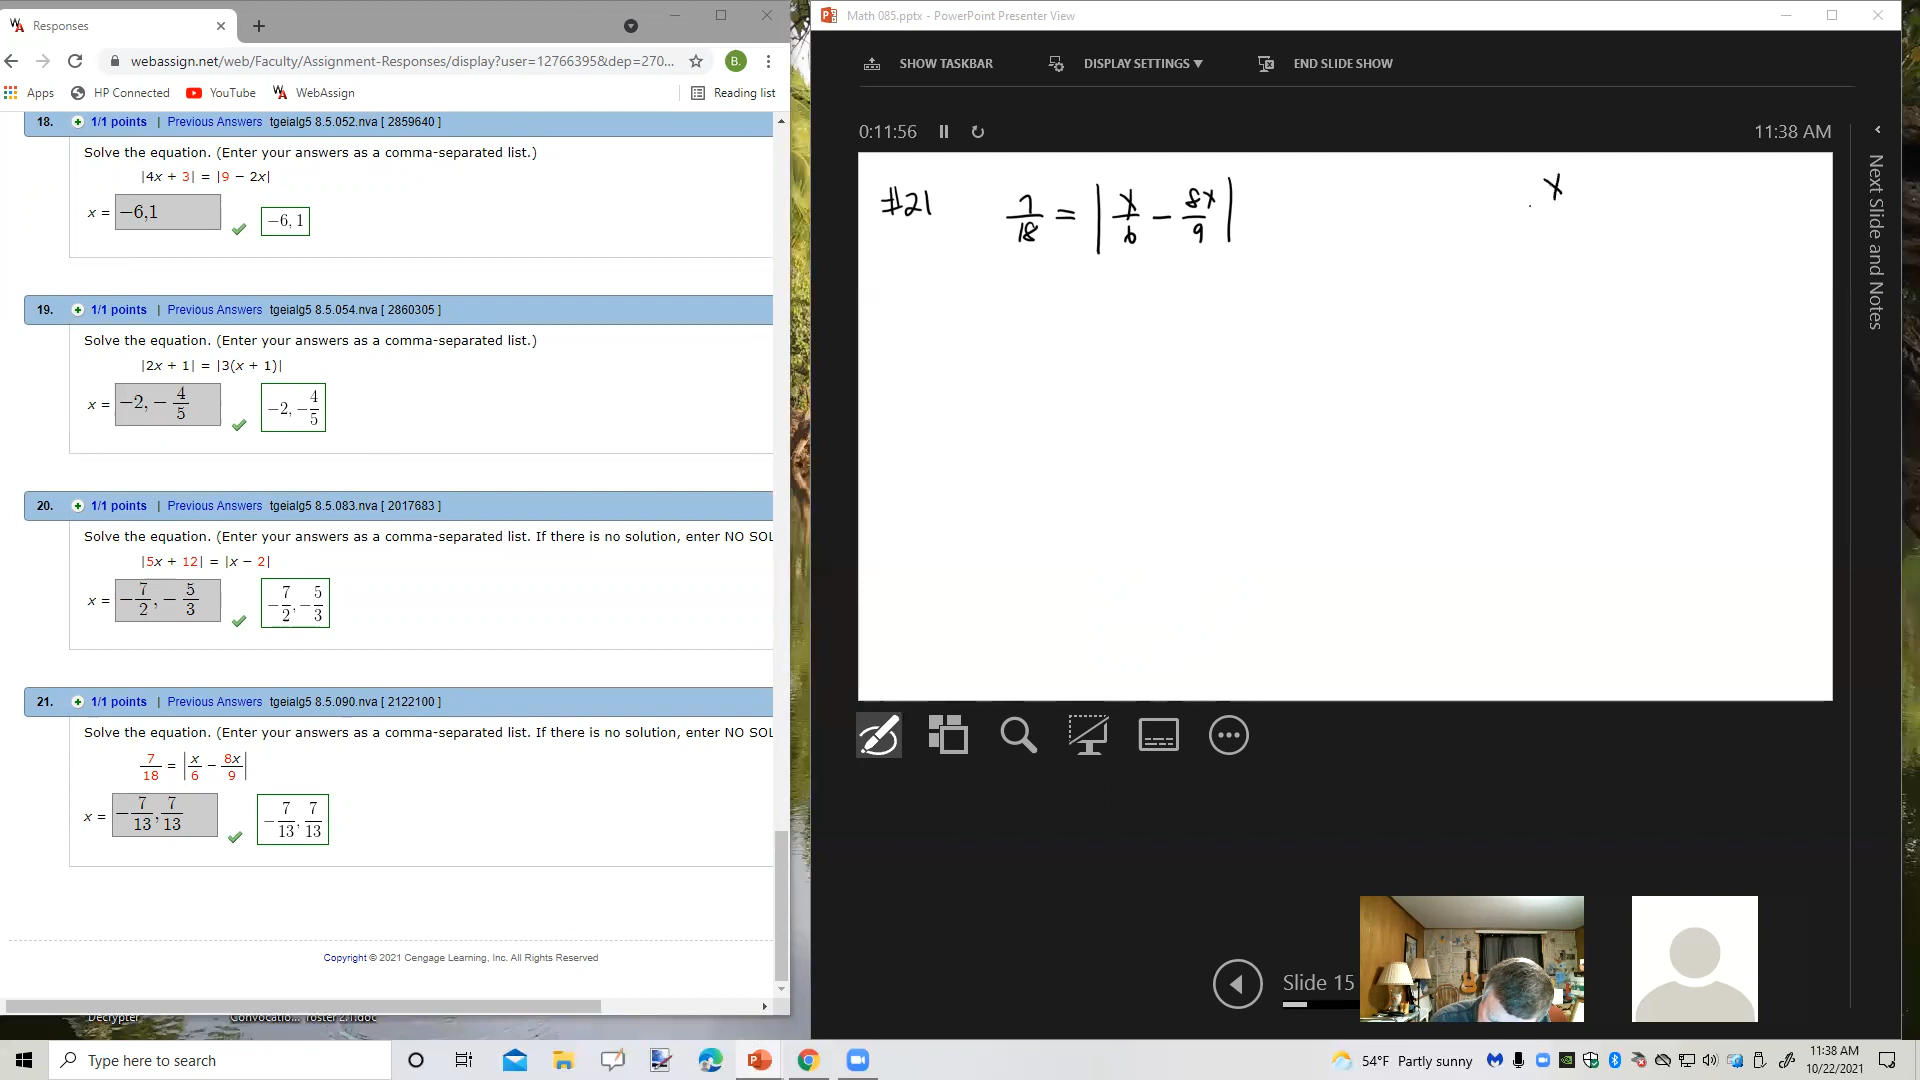 Responses
webassign.net/web/Faculty/Assignment-Responses/display?user=12766395&dep=270...
B.
Apps HP Connected YouTube WebAssign Reading list
18. 1/1 points | Previous Answers tgeialg5 8.5.052.nva [ 2859640 ]
Solve the equation. (Enter your answers as a comma-separated list.)
|4x + 3| = |9 − 2x|
x = −6,1 −6, 1
19. 1/1 points | Previous Answers tgeialg5 8.5.054.nva [ 2860305 ]
Solve the equation. (Enter your answers as a comma-separated list.)
|2x + 1| = |3(x + 1)|
x = −2, −4/5 −2, −4/5
20. 1/1 points | Previous Answers tgeialg5 8.5.083.nva [ 2017683 ]
Solve the equation. (Enter your answers as a comma-separated list. If there is no solution, enter NO SOL
|5x + 12| = |x − 2|
x = −7/2, −5/3 −7/2, −5/3
21. 1/1 points | Previous Answers tgeialg5 8.5.090.nva [ 2122100 ]
Solve the equation. (Enter your answers as a comma-separated list. If there is no solution, enter NO SOL
7/18 = |x/6 − 8x/9|
x = −7/13, 7/13 −7/13, 7/13
Copyright © 2021 Cengage Learning, Inc. All Rights Reserved
Decrypter Convocatio... roster 2.1.doc
Math 085.pptx - PowerPoint Presenter View
SHOW TASKBAR DISPLAY SETTINGS ▼ END SLIDE SHOW
0:11:56 11:38 AM
#21 7/18 = |x/6 − 8x/9| x
Next Slide and Notes
Slide 15
Type here to search
54°F Partly sunny
11:38 AM
10/22/2021